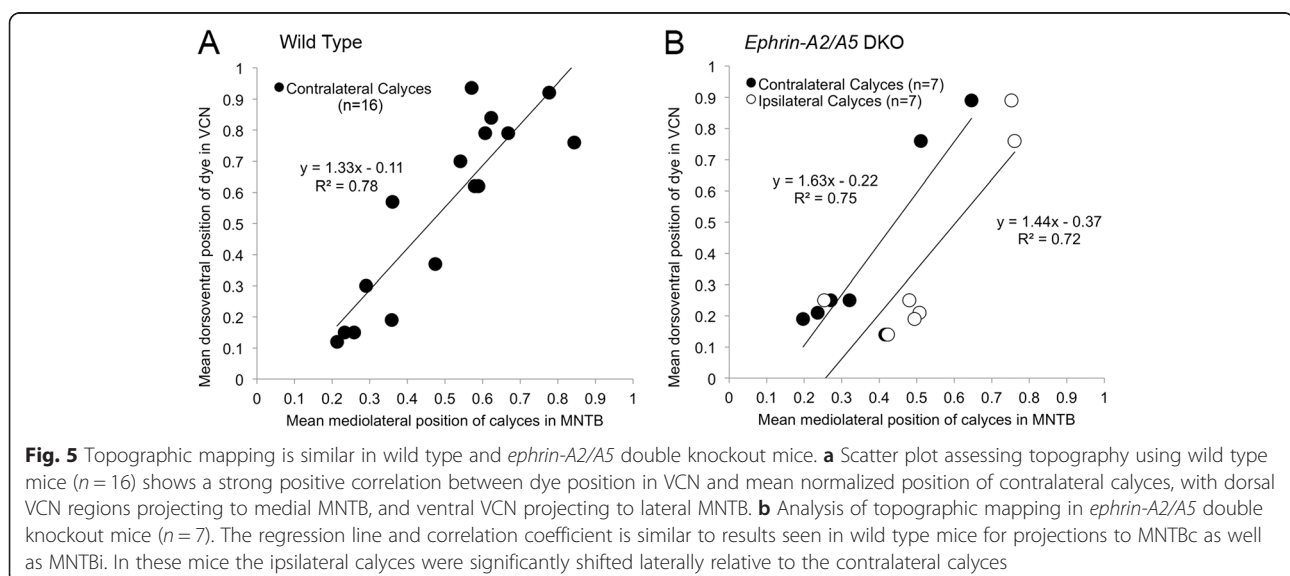 A Wild Type
1
0.9
0.8
0.7
0.6
0.5
0.4
0.3
0.2
0.1
0
0 0.1 0.2 0.3 0.4 0.5 0.6 0.7 0.8 0.9 1
Mean dorsoventral position of dye in VCN
Mean mediolateral position of calyces in MNTB
Contralateral Calyces
(n=16)
y = 1.33x - 0.11
R² = 0.78
B Ephrin-A2/A5 DKO
1
0.9
0.8
0.7
0.6
0.5
0.4
0.3
0.2
0.1
0
0 0.1 0.2 0.3 0.4 0.5 0.6 0.7 0.8 0.9 1
Mean dorsoventral position of dye in VCN
Mean mediolateral position of calyces in MNTB
Contralateral Calyces (n=7)
Ipsilateral Calyces (n=7)
y = 1.63x - 0.22
R² = 0.75
y = 1.44x - 0.37
R² = 0.72
Fig. 5 Topographic mapping is similar in wild type and ephrin-A2/A5 double knockout mice. a Scatter plot assessing topography using wild type
mice (n = 16) shows a strong positive correlation between dye position in VCN and mean normalized position of contralateral calyces, with dorsal
VCN regions projecting to medial MNTB, and ventral VCN projecting to lateral MNTB. b Analysis of topographic mapping in ephrin-A2/A5 double
knockout mice (n = 7). The regression line and correlation coefficient is similar to results seen in wild type mice for projections to MNTBc as well
as MNTBi. In these mice the ipsilateral calyces were significantly shifted laterally relative to the contralateral calyces